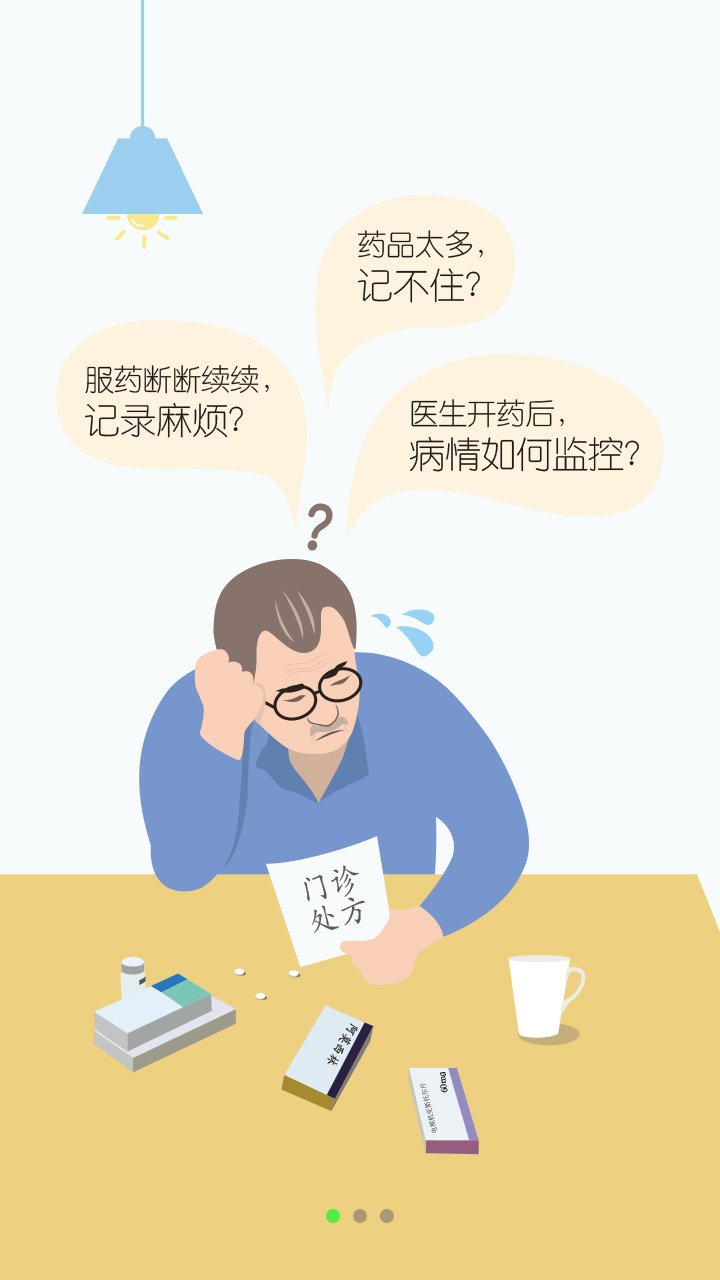 药品太多，
记不住？
服药断断续续，
记录麻烦？
医生开药后，
病情如何监控？
?
门诊
处方
阿莫西林
60mg